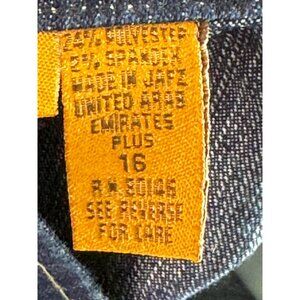 24% POLYESTER
2% SPANDEX
MADE IN JAFZ
UNITED ARAB
EMIRATES
PLUS
16
R.N. 80146
SEE REVERSE
FOR CARE